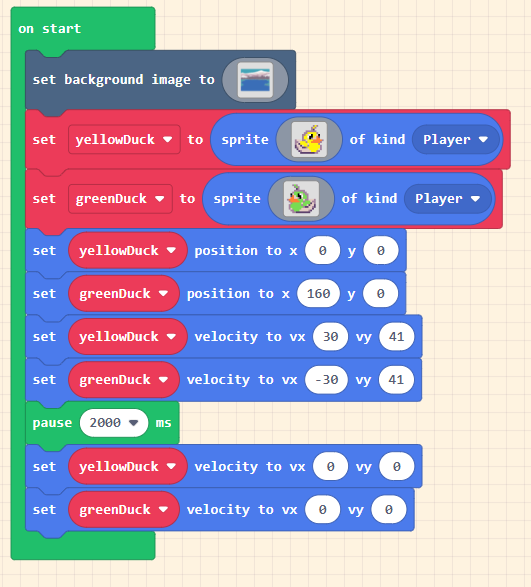 on start
set background image to
set yellowDuck to sprite of kind Player
set greenDuck to sprite of kind Player
set yellowDuck position to x 0 y 0
set greenDuck position to x 160 y 0
set yellowDuck velocity to vx 30 vy 41
set greenDuck velocity to vx -30 vy 41
pause 2000 ms
set yellowDuck velocity to vx 0 vy 0
set greenDuck velocity to vx 0 vy 0